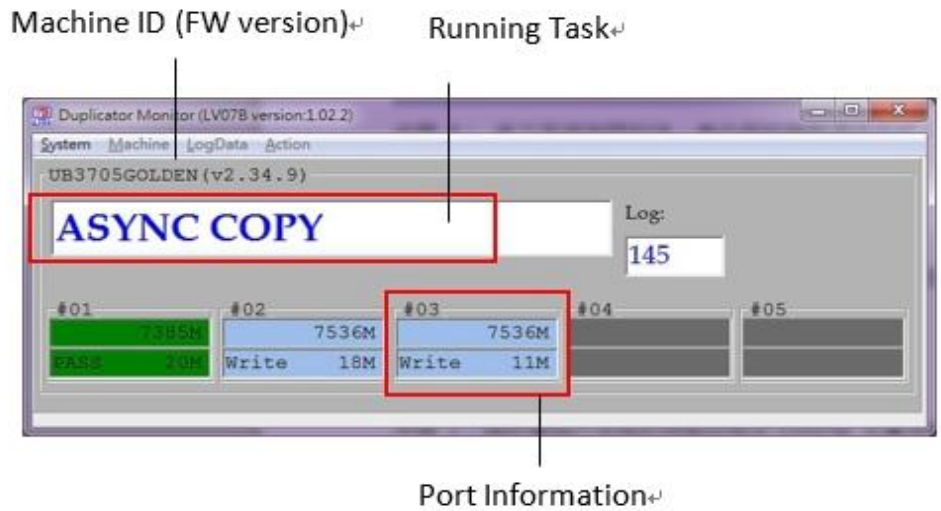 Machine ID (FW version)↵
Running Task↵
Duplicator Monitor (LV07B version:1.02.2)
System Machine LogData Action
UB3705GOLDEN(v2.34.9)
ASYNC COPY
Log:
145
#01 #02 #03 #04 #05
7385M 7536M 7536M
PASS 20M Write 18M Write 11M
Port Information↵